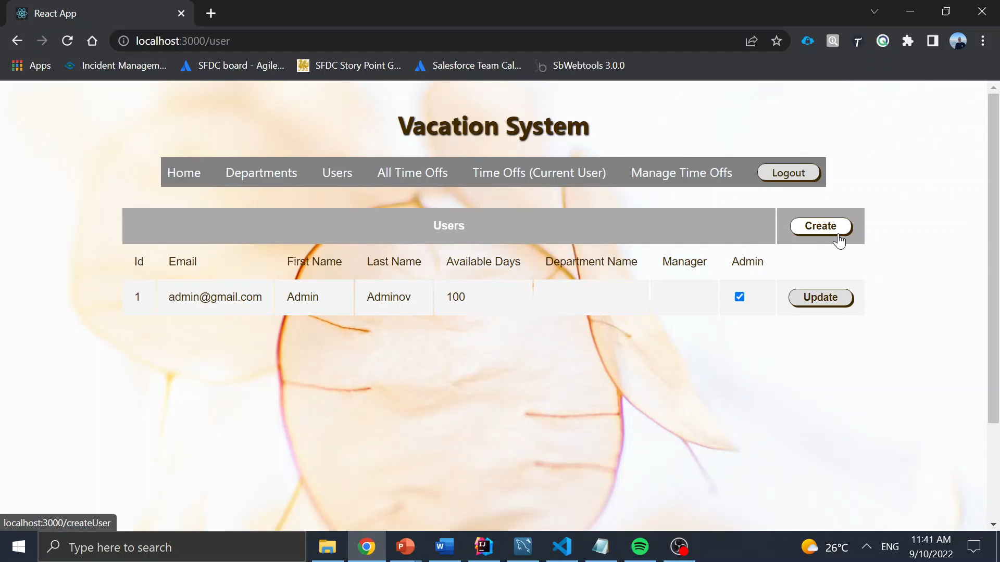 React App
localhost:3000/user
Apps
Incident Managem...
SFDC board - Agile...
SFDC Story Point G...
Salesforce Team Cal...
SbWebtools 3.0.0
Vacation System
Home Departments Users All Time Offs Time Offs (Current User) Manage Time Offs Logout
Users Create
Id Email First Name Last Name Available Days Department Name Manager Admin
1 admin@gmail.com Admin Adminov 100 Update
localhost:3000/createUser
Type here to search
26°C
ENG
11:41 AM
9/10/2022